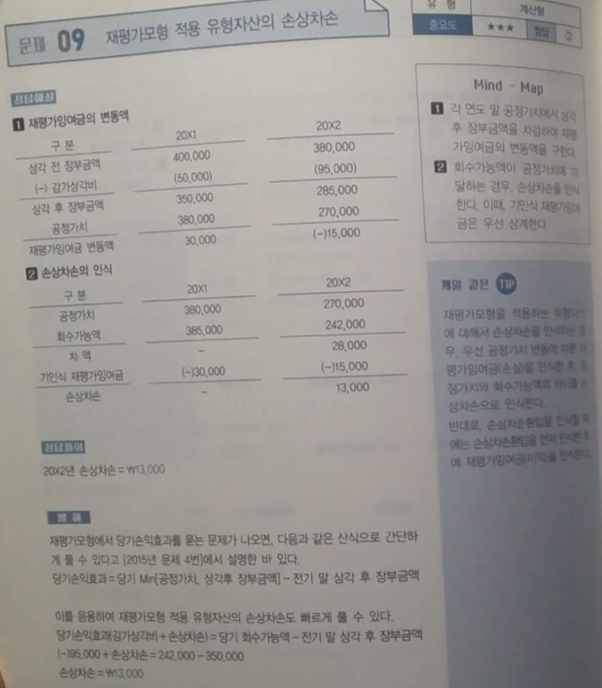 유 형 계산형
중요도 ★★★ 정답 ②
문제 09 재평가모형 적용 유형자산의 손상차손
정답해설
1 재평가잉여금의 변동액
구 분 20X1 20X2
상각 전 장부금액 400,000 380,000
(-) 감가상각비 (50,000) (95,000)
상각 후 장부금액 350,000 285,000
공정가치 380,000 270,000
재평가잉여금 변동액 30,000 (-)15,000
2 손상차손의 인식
구 분 20X1 20X2
공정가치 380,000 270,000
회수가능액 385,000 242,000
차 액 - 28,000
기인식 재평가잉여금 (-)30,000 (-)15,000
손상차손 - 13,000
정답풀이
20X2년 손상차손 = ₩13,000
별 해
재평가모형에서 당기손익효과를 묻는 문제가 나오면, 다음과 같은 산식으로 간단하
게 풀 수 있다고 [2015년 문제 4번]에서 설명한 바 있다.
당기손익효과 = 당기 Min[공정가치, 상각후 장부금액] - 전기 말 상각 후 장부금액
이를 응용하여 재평가모형 적용 유형자산의 손상차손도 빠르게 풀 수 있다.
당기손익효과(감가상각비 + 손상차손) = 당기 회수가능액 - 전기 말 상각 후 장부금액
(-)95,000 + 손상차손 = 242,000 - 350,000
손상차손 = ₩13,000
Mind - Map
1 각 연도 말 공정가치에서 상각
후 장부금액을 차감하여 재평
가잉여금의 변동액을 구한다.
2 회수가능액이 공정가치에 미
달하는 경우, 손상차손을 인식
한다. 이때, 기인식 재평가잉여
금은 우선 상계한다.
같은 TIP
재평가모형을 적용하는 유형자산
에 대해서 손상차손을 인식하는 경
우, 우선 공정가치 변동에 따른 재
평가잉여금(손실)을 인식한 후, 공
정가치와 회수가능액의 차이를 손
상차손으로 인식한다.
반대로, 손상차손환입을 인식할 때
에는 손상차손환입을 먼저 인식한 후
에 재평가잉여금(이익)을 인식한다.